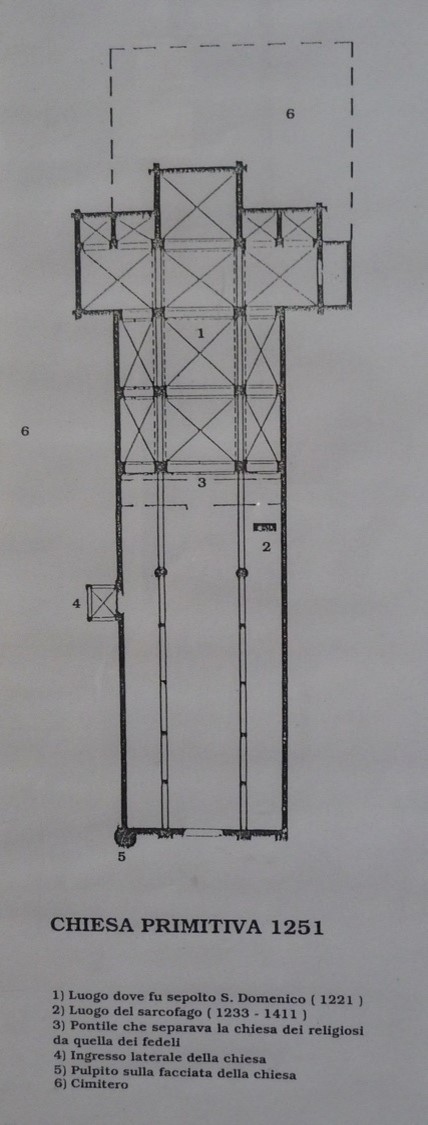 6
1
6
3
2
4
5
CHIESA PRIMITIVA 1251
1) Luogo dove fu sepolto S. Domenico ( 1221 )
2) Luogo del sarcofago ( 1233 - 1411 )
3) Pontile che separava la chiesa dei religiosi
da quella dei fedeli
4) Ingresso laterale della chiesa
5) Pulpito sulla facciata della chiesa
6) Cimitero